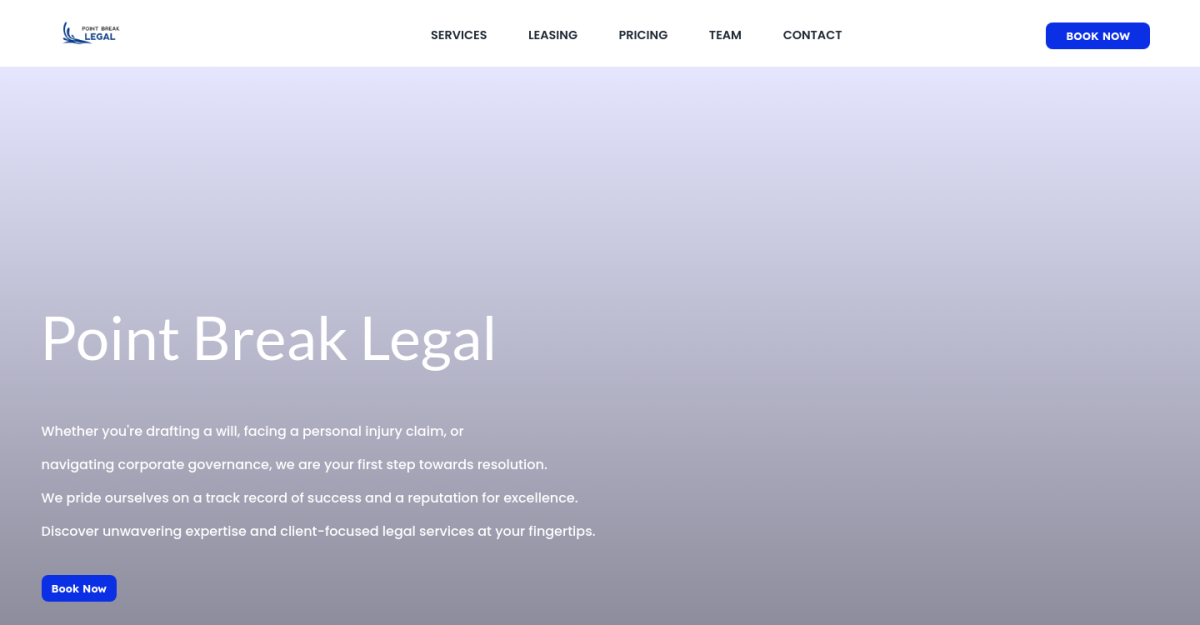 POINT BREAK
LEGAL
SERVICES
LEASING
PRICING
TEAM
CONTACT
BOOK NOW
Point Break Legal
Whether you're drafting a will, facing a personal injury claim, or
navigating corporate governance, we are your first step towards resolution.
We pride ourselves on a track record of success and a reputation for excellence.
Discover unwavering expertise and client-focused legal services at your fingertips.
Book Now